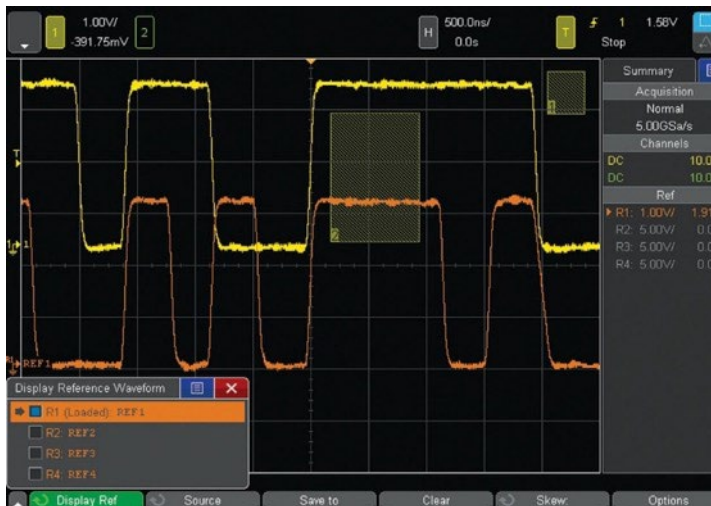 1 1.00V/ 2 H 500.0ns/ T 1 1.58V
-391.75mV 0.0s Stop
Summary
Acquisition
Normal
5.00GSa/s
Channels
DC 10.0
DC 10.0
Ref
R1: 1.00V/ 1.91
R2: 5.00V/ 0.0
R3: 5.00V/ 0.0
R4: 5.00V/ 0.0
T
1
2
1
REF1
Display Reference Waveform
R1 (Loaded): REF1
R2: REF2
R3: REF3
R4: REF4
Display Ref Source Save to Clear Skew: Options